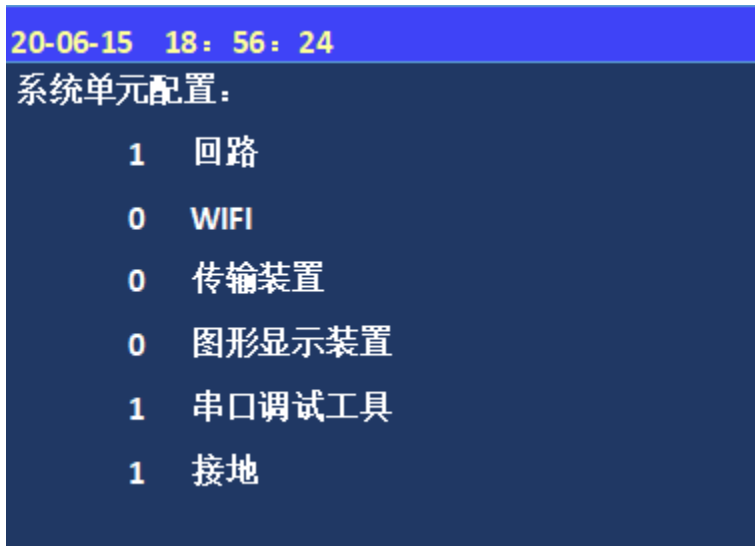 20-06-15 18：56：24
系统单元配置：
1 回路
0 WIFI
0 传输装置
0 图形显示装置
1 串口调试工具
1 接地